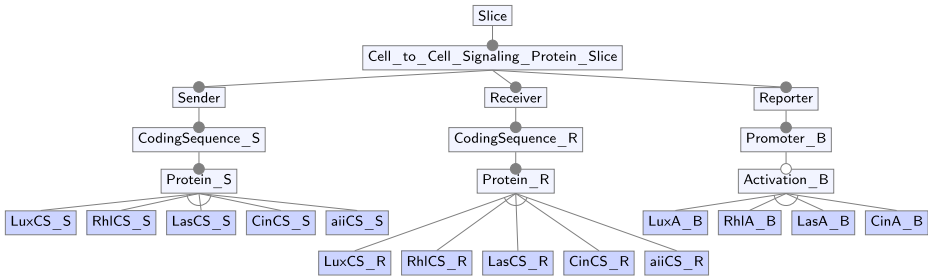 Slice
Cell_to_Cell_Signaling_Protein_Slice
Sender
Receiver
Reporter
CodingSequence_S
CodingSequence_R
Promoter_B
Protein_S
Protein_R
Activation_B
LuxCS_S
RhlCS_S
LasCS_S
CinCS_S
aiiCS_S
LuxA_B
RhlA_B
LasA_B
CinA_B
LuxCS_R
RhlCS_R
LasCS_R
CinCS_R
aiiCS_R